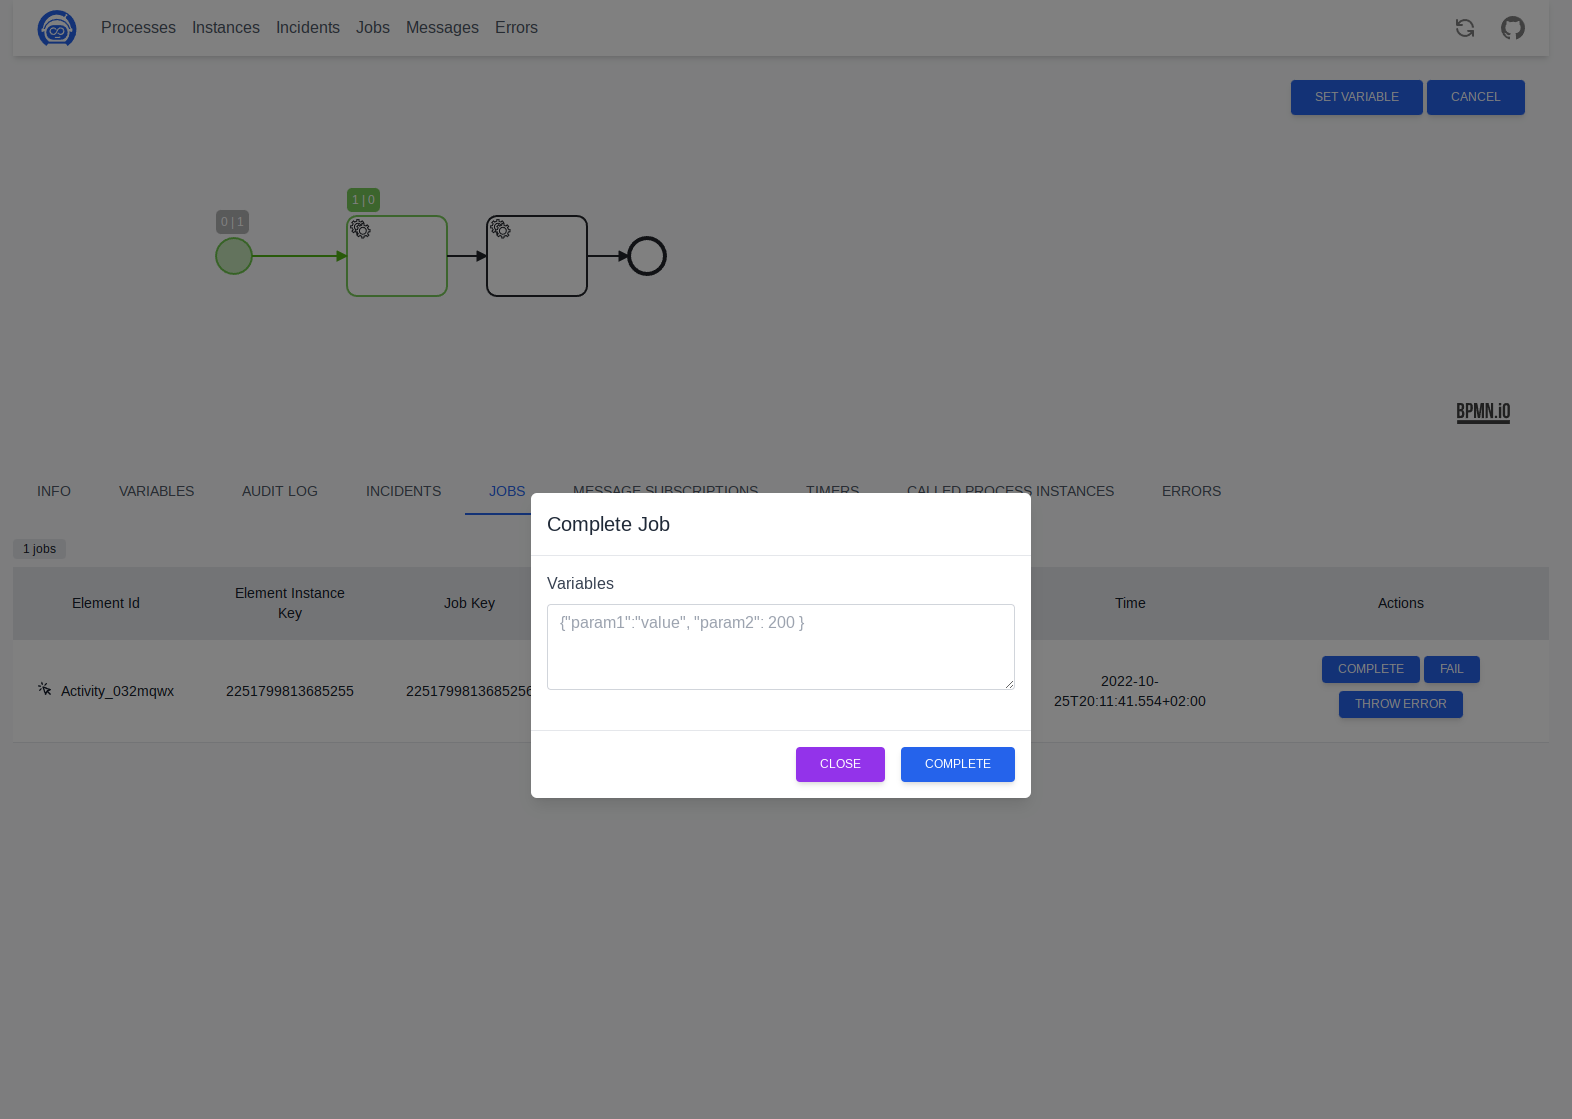 Processes Instances Incidents Jobs Messages Errors
SET VARIABLE CANCEL
1 | 0
0 | 1
BPMN.iO
INFO VARIABLES AUDIT LOG INCIDENTS JOBS MESSAGE SUBSCRIPTIONS TIMERS CALLED PROCESS INSTANCES ERRORS
Complete Job
1 jobs
Variables
Element Id
Element Instance
Key
Job Key
Time
Actions
{"param1":"value", "param2": 200 }
Activity_032mqwx
2251799813685255
2251799813685256
2022-10-
25T20:11:41.554+02:00
COMPLETE FAIL
THROW ERROR
CLOSE COMPLETE